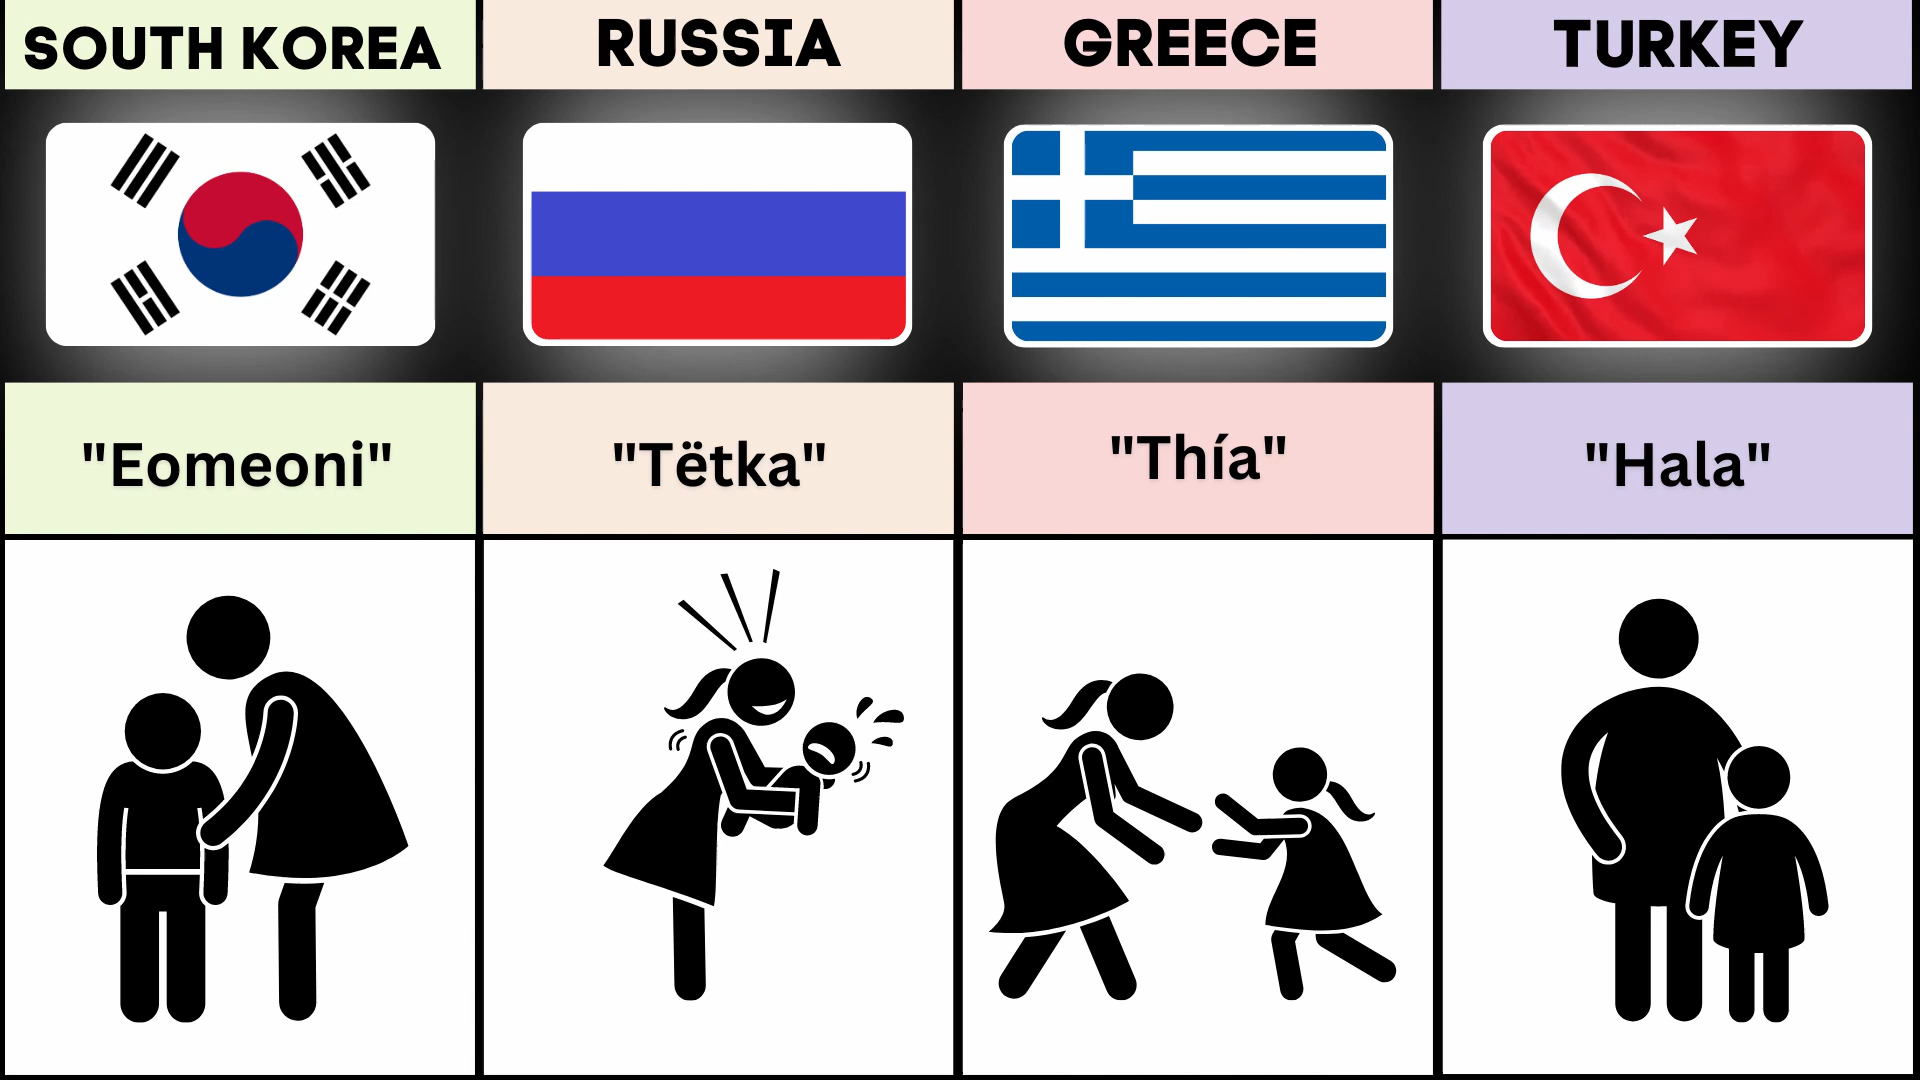 SOUTH KOREA
RUSSIA
GREECE
TURKEY
"Eomeoni"
"Tëtka"
"Thía"
"Hala"